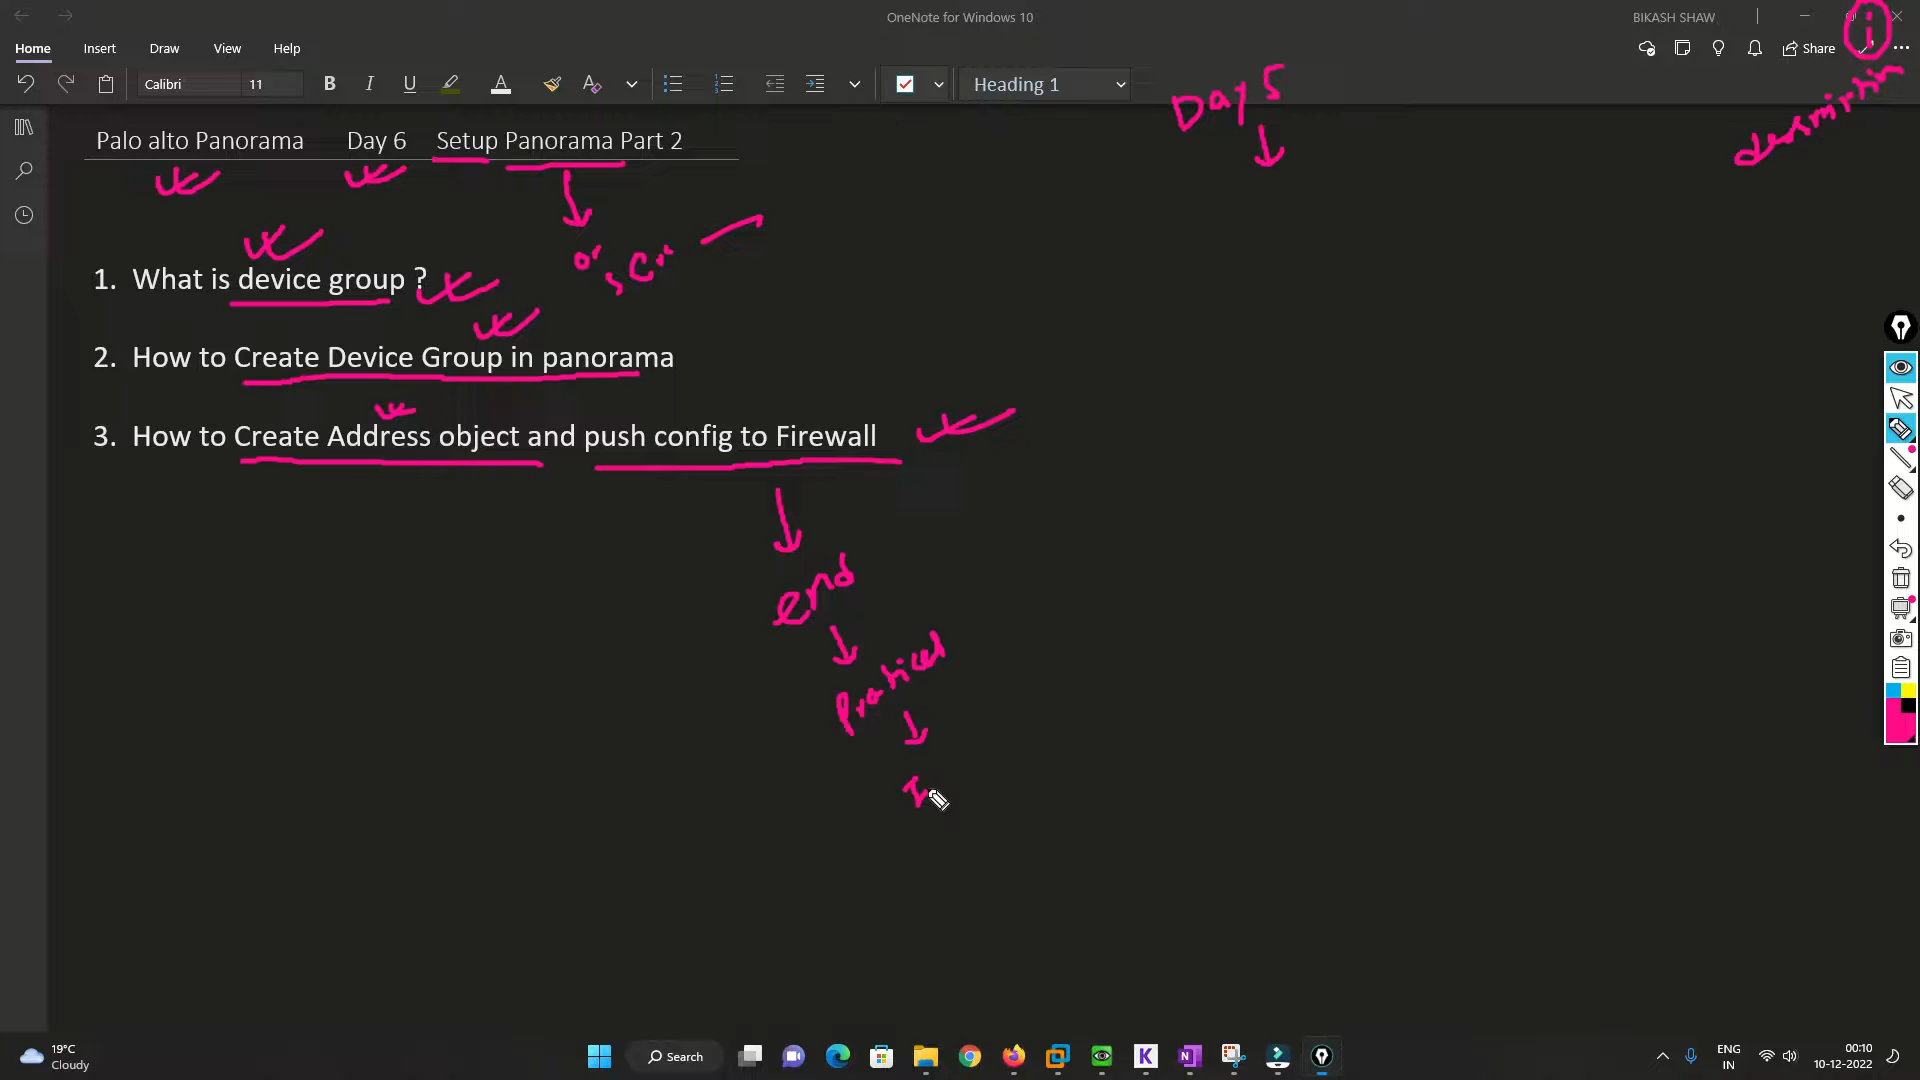 OneNote for Windows 10
BIKASH SHAW
Home Insert Draw View Help
Share
Calibri 11 B I U A Heading 1
Day 5
Palo alto Panorama Day 6 Setup Panorama Part 2
1. What is device group ?
2. How to Create Device Group in panorama
3. How to Create Address object and push config to Firewall
end
19°C
Cloudy
Search
ENG
IN
00:10
10-12-2022